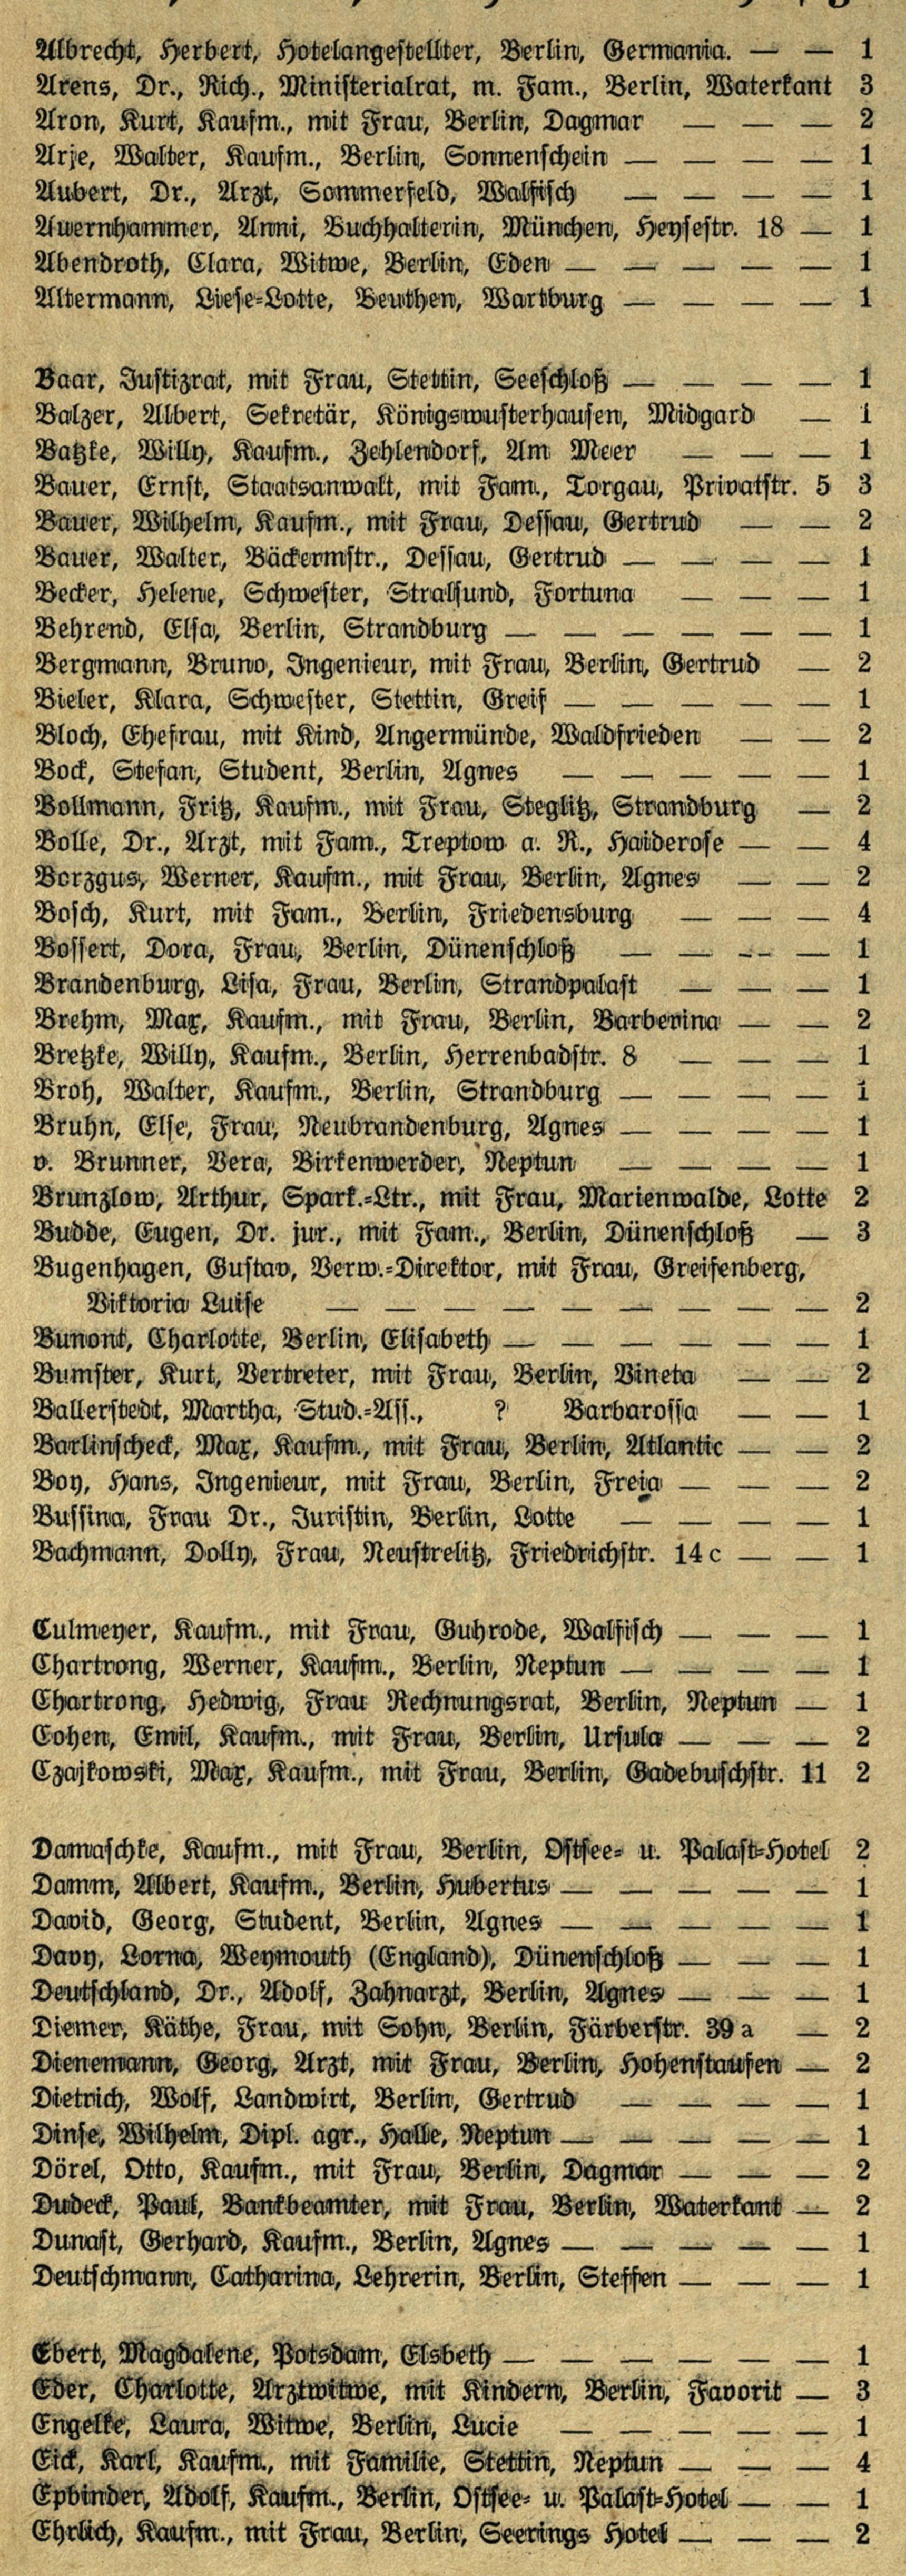 Albrecht, Herbert, Hotelangestellter, Berlin, Germania. — — 1
Arens, Dr., Rich., Ministerialrat, m. Fam., Berlin, Waterkant 3
Aron, Kurt, Kaufm., mit Frau, Berlin, Dagmar — — — 2
Arje, Walter, Kaufm., Berlin, Sonnenschein — — — — 1
Aubert, Dr., Arzt, Sommerfeld, Walfisch — — — — 1
Auernhammer, Anni, Buchhalterin, München, Heysestr. 18 — 1
Abendroth, Clara, Witwe, Berlin, Eden — — — — — 1
Altermann, Liese-Lotte, Beuthen, Wartburg — — — — 1
Baar, Justizrat, mit Frau, Stettin, Seeschloß — — — — 1
Balzer, Albert, Sekretär, Königswusterhausen, Midgard — 1
Batzke, Willy, Kaufm., Zehlendorf, Am Meer — — — 1
Bauer, Ernst, Staatsanwalt, mit Fam., Torgau, Privatstr. 5 3
Bauer, Wilhelm, Kaufm., mit Frau, Dessau, Gertrud — — 2
Bauer, Walter, Bäckermstr., Dessau, Gertrud — — — — 1
Becker, Helene, Schwester, Stralsund, Fortuna — — — 1
Behrend, Elsa, Berlin, Strandburg — — — — — — 1
Bergmann, Bruno, Ingenieur, mit Frau, Berlin, Gertrud — 2
Bieler, Klara, Schwester, Stettin, Greif — — — — — 1
Bloch, Ehefrau, mit Kind, Angermünde, Waldfrieden — — 2
Bock, Stefan, Student, Berlin, Agnes — — — — — 1
Bollmann, Fritz, Kaufm., mit Frau, Steglitz, Strandburg — 2
Bolle, Dr., Arzt, mit Fam., Treptow a. R., Haiderose — — 4
Borzgus, Werner, Kaufm., mit Frau, Berlin, Agnes — — 2
Bosch, Kurt, mit Fam., Berlin, Friedensburg — — — 4
Bossert, Dora, Frau, Berlin, Dünenschloß — — — — 1
Brandenburg, Lisa, Frau, Berlin, Strandpalast — — — 1
Brehm, Max, Kaufm., mit Frau, Berlin, Barberina — — 2
Bretzke, Willy, Kaufm., Berlin, Herrenbadstr. 8 — — — 1
Broh, Walter, Kaufm., Berlin, Strandburg — — — — 1
Bruhn, Else, Frau, Neubrandenburg, Agnes — — — — 1
v. Brunner, Vera, Birkenwerder, Neptun — — — — 1
Brunzlow, Arthur, Spark.-Ltr., mit Frau, Marienwalde, Lotte 2
Budde, Eugen, Dr. jur., mit Fam., Berlin, Dünenschloß — 3
Bugenhagen, Gustav, Verw.-Direktor, mit Frau, Greifenberg,
Viktoria Luise — — — — — — — — — 2
Bunont, Charlotte, Berlin, Elisabeth — — — — — — 1
Bumster, Kurt, Vertreter, mit Frau, Berlin, Vineta — — 2
Ballerstedt, Martha, Stud.-Ass., ? Barbarossa — — 1
Barlinscheck, Max, Kaufm., mit Frau, Berlin, Atlantic — — 2
Boy, Hans, Ingenieur, mit Frau, Berlin, Freia — — — 2
Bussina, Frau Dr., Juristin, Berlin, Lotte — — — — 1
Bachmann, Dolly, Frau, Neustrelitz, Friedrichstr. 14 c — — 1
Culmeyer, Kaufm., mit Frau, Guhrode, Walfisch — — — 1
Chartrong, Werner, Kaufm., Berlin, Neptun — — — — 1
Chartrong, Hedwig, Frau Rechnungsrat, Berlin, Neptun — 1
Cohen, Emil, Kaufm., mit Frau, Berlin, Ursula — — — 2
Czajkowski, Max, Kaufm., mit Frau, Berlin, Gadebuschstr. 11 2
Damaschke, Kaufm., mit Frau, Berlin, Ostsee- u. Palast-Hotel 2
Damm, Albert, Kaufm., Berlin, Hubertus — — — — — 1
David, Georg, Student, Berlin, Agnes — — — — — 1
Davy, Lorna, Weymouth (England), Dünenschloß — — — 1
Deutschland, Dr., Adolf, Zahnarzt, Berlin, Agnes — — — 1
Diemer, Käthe, Frau, mit Sohn, Berlin, Färberstr. 39 a — 2
Dienemann, Georg, Arzt, mit Frau, Berlin, Hohenstaufen — 2
Dietrich, Wolf, Landwirt, Berlin, Gertrud — — — — 1
Dinse, Wilhelm, Dipl. agr., Halle, Neptun — — — — — 1
Dörel, Otto, Kaufm., mit Frau, Berlin, Dagmar — — — 2
Dudeck, Paul, Bankbeamter, mit Frau, Berlin, Waterkant — 2
Dunast, Gerhard, Kaufm., Berlin, Agnes — — — — — 1
Deutschmann, Catharina, Lehrerin, Berlin, Steffen — — — 1
Ebert, Magdalene, Potsdam, Elsbeth — — — — — — 1
Eder, Charlotte, Arztwitwe, mit Kindern, Berlin, Favorit — 3
Engelke, Laura, Witwe, Berlin, Lucie — — — — — 1
Eick, Karl, Kaufm., mit Familie, Stettin, Neptun — — — 4
Epbinder, Adolf, Kaufm., Berlin, Ostsee- u. Palast-Hotel — — 1
Ehrlich, Kaufm., mit Frau, Berlin, Seerings Hotel — — — 2